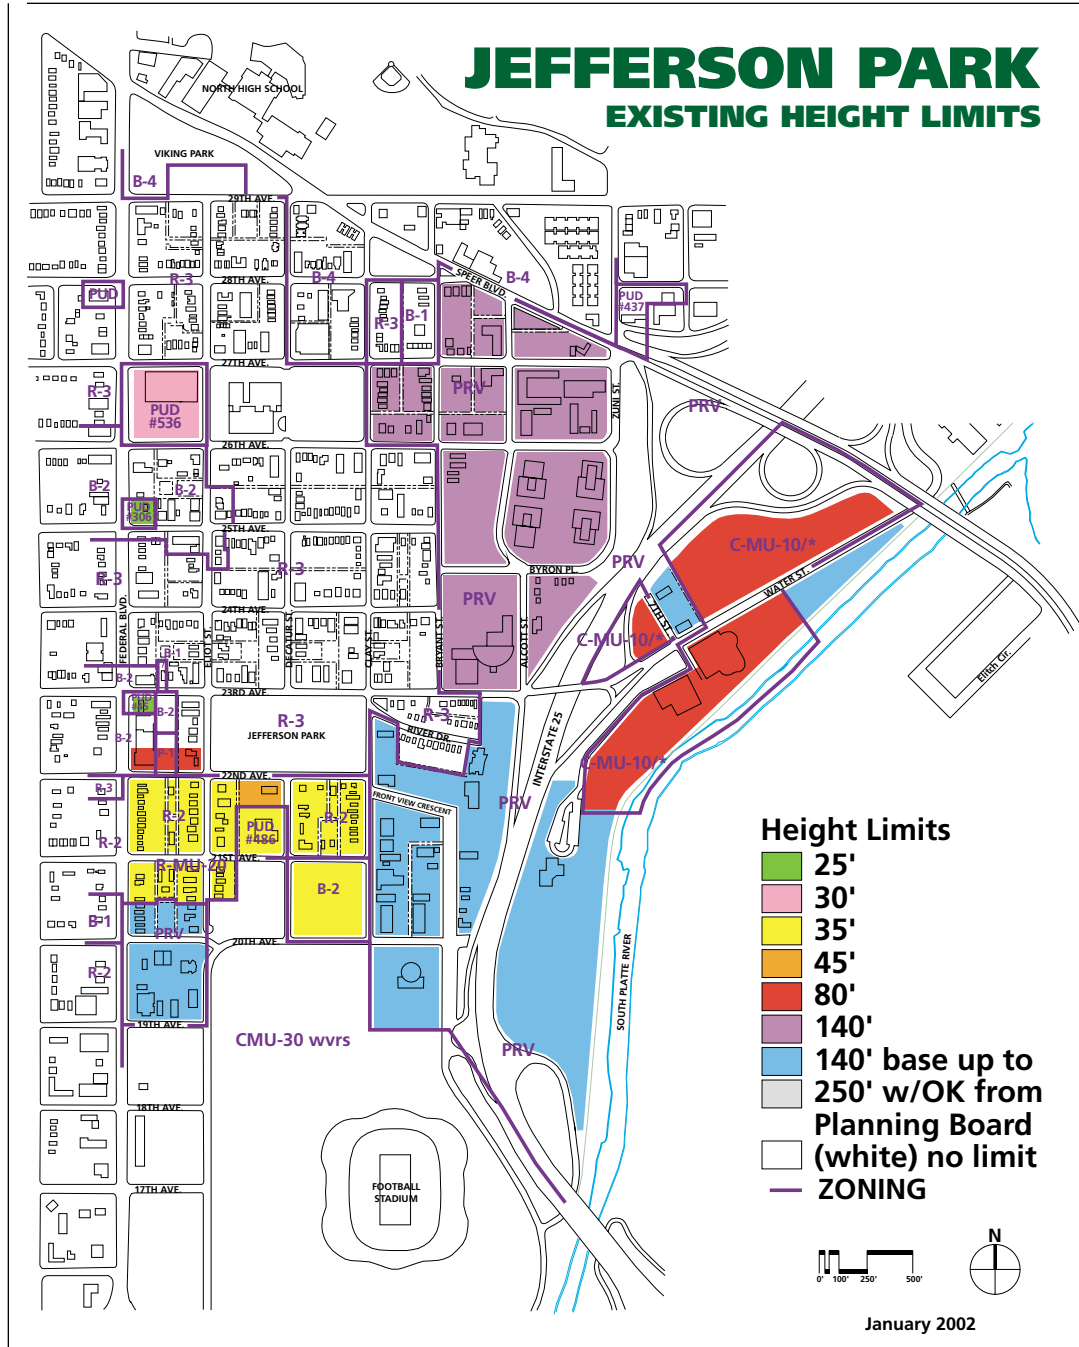 JEFFERSON PARK
EXISTING HEIGHT LIMITS
NORTH HIGH SCHOOL
VIKING PARK
B-4
29TH AVE.
R-3
28TH AVE.
B-4
SPEER BLVD.
B-4
PUD
PUD
#437
R-3
B-1
27TH AVE.
R-3
PUD
#536
PRV
ZUNI ST.
PRV
26TH AVE.
B-2
B-2
PUD
#306
25TH AVE.
C-MU-10/*
R-3
R-3
PRV
BYRON PL.
WATER ST.
FEDERAL BLVD.
24TH AVE.
PRV
7TH ST.
ELIOT ST.
DECATUR ST.
CLAY ST.
BRYANT ST.
ALCOTT ST.
C-MU-10/*
B-1
B-2
Elitch Cir.
23RD AVE.
PUD
B-2
R-3
JEFFERSON PARK
R-3
RIVER DR.
B-2
P-1
INTERSTATE 25
C-MU-10/*
22ND AVE.
R-3
FRONT VIEW CRESCENT
PRV
R-2
R-2
PUD
#486
R-2
21ST AVE.
R-MU-20
B-2
B-1
PRV
20TH AVE.
R-2
SOUTH PLATTE RIVER
19TH AVE.
CMU-30 wvrs
PRV
18TH AVE.
17TH AVE.
FOOTBALL
STADIUM
Height Limits
25'
30'
35'
45'
80'
140'
140' base up to
250' w/OK from
Planning Board
(white) no limit
ZONING
N
0' 100' 250' 500'
January 2002